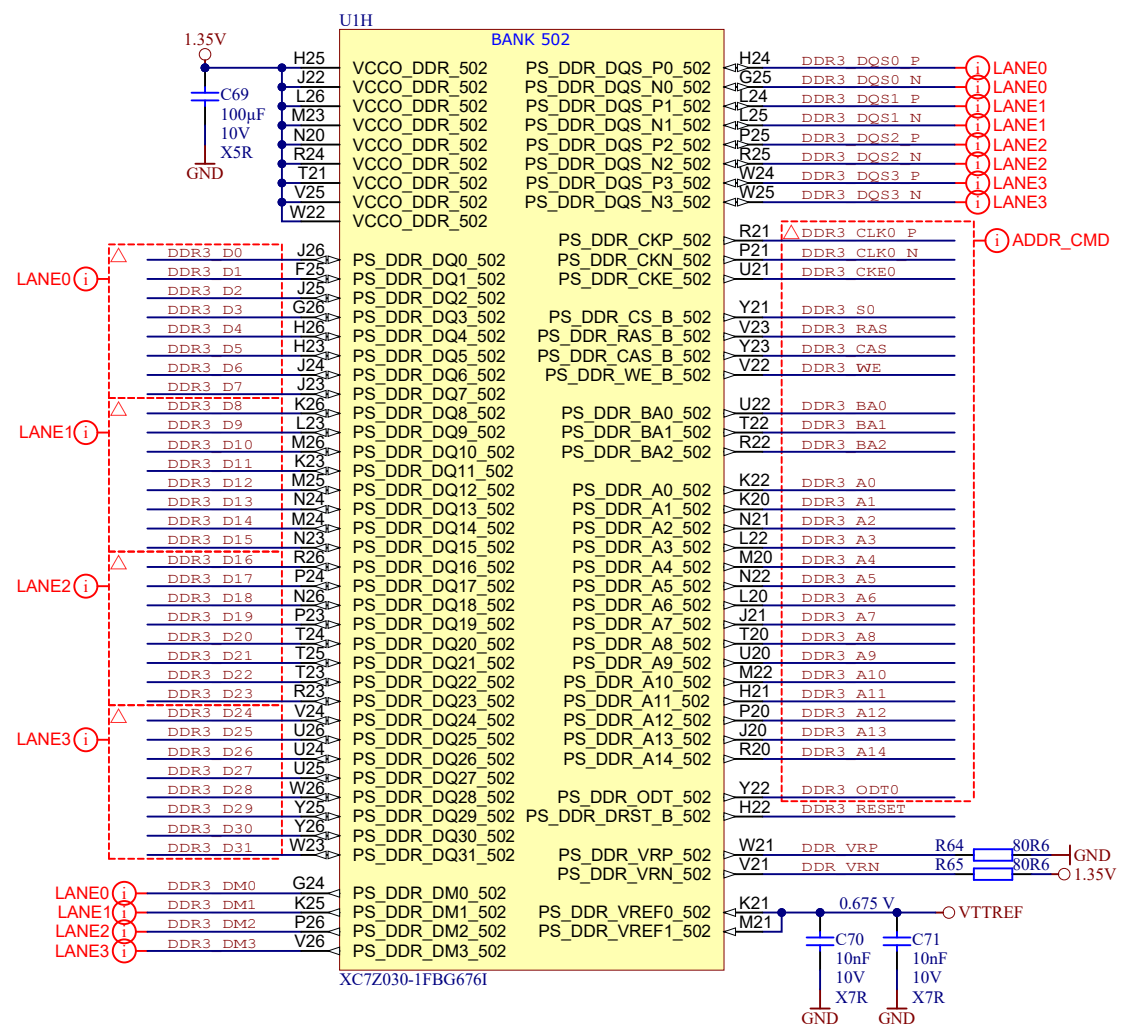 U1H
BANK 502
1.35V
C69
100µF
10V
X5R
GND
H25 VCCO_DDR_502
J22 VCCO_DDR_502
L26 VCCO_DDR_502
M23 VCCO_DDR_502
N20 VCCO_DDR_502
R24 VCCO_DDR_502
T21 VCCO_DDR_502
V25 VCCO_DDR_502
W22 VCCO_DDR_502
LANE0 i
DDR3_D0 J26 PS_DDR_DQ0_502
DDR3_D1 F25 PS_DDR_DQ1_502
DDR3_D2 J25 PS_DDR_DQ2_502
DDR3_D3 G26 PS_DDR_DQ3_502
DDR3_D4 H26 PS_DDR_DQ4_502
DDR3_D5 H23 PS_DDR_DQ5_502
DDR3_D6 J24 PS_DDR_DQ6_502
DDR3_D7 J23 PS_DDR_DQ7_502
LANE1 i
DDR3_D8 K26 PS_DDR_DQ8_502
DDR3_D9 L23 PS_DDR_DQ9_502
DDR3_D10 M26 PS_DDR_DQ10_502
DDR3_D11 K23 PS_DDR_DQ11_502
DDR3_D12 M25 PS_DDR_DQ12_502
DDR3_D13 N24 PS_DDR_DQ13_502
DDR3_D14 M24 PS_DDR_DQ14_502
DDR3_D15 N23 PS_DDR_DQ15_502
LANE2 i
DDR3_D16 R26 PS_DDR_DQ16_502
DDR3_D17 P24 PS_DDR_DQ17_502
DDR3_D18 N26 PS_DDR_DQ18_502
DDR3_D19 P23 PS_DDR_DQ19_502
DDR3_D20 T24 PS_DDR_DQ20_502
DDR3_D21 T25 PS_DDR_DQ21_502
DDR3_D22 T23 PS_DDR_DQ22_502
DDR3_D23 R23 PS_DDR_DQ23_502
LANE3 i
DDR3_D24 V24 PS_DDR_DQ24_502
DDR3_D25 U26 PS_DDR_DQ25_502
DDR3_D26 U24 PS_DDR_DQ26_502
DDR3_D27 U25 PS_DDR_DQ27_502
DDR3_D28 W26 PS_DDR_DQ28_502
DDR3_D29 Y25 PS_DDR_DQ29_502
DDR3_D30 Y26 PS_DDR_DQ30_502
DDR3_D31 W23 PS_DDR_DQ31_502
LANE0 i DDR3_DM0 G24 PS_DDR_DM0_502
LANE1 i DDR3_DM1 K25 PS_DDR_DM1_502
LANE2 i DDR3_DM2 P26 PS_DDR_DM2_502
LANE3 i DDR3_DM3 V26 PS_DDR_DM3_502
PS_DDR_DQS_P0_502 H24 DDR3_DQS0_P i LANE0
PS_DDR_DQS_N0_502 G25 DDR3_DQS0_N i LANE0
PS_DDR_DQS_P1_502 L24 DDR3_DQS1_P i LANE1
PS_DDR_DQS_N1_502 L25 DDR3_DQS1_N i LANE1
PS_DDR_DQS_P2_502 P25 DDR3_DQS2_P i LANE2
PS_DDR_DQS_N2_502 R25 DDR3_DQS2_N i LANE2
PS_DDR_DQS_P3_502 W24 DDR3_DQS3_P i LANE3
PS_DDR_DQS_N3_502 W25 DDR3_DQS3_N i LANE3
PS_DDR_CKP_502 R21 DDR3_CLK0_P i ADDR_CMD
PS_DDR_CKN_502 P21 DDR3_CLK0_N
PS_DDR_CKE_502 U21 DDR3_CKE0
PS_DDR_CS_B_502 Y21 DDR3_S0
PS_DDR_RAS_B_502 V23 DDR3_RAS
PS_DDR_CAS_B_502 Y23 DDR3_CAS
PS_DDR_WE_B_502 V22 DDR3_WE
PS_DDR_BA0_502 U22 DDR3_BA0
PS_DDR_BA1_502 T22 DDR3_BA1
PS_DDR_BA2_502 R22 DDR3_BA2
PS_DDR_A0_502 K22 DDR3_A0
PS_DDR_A1_502 K20 DDR3_A1
PS_DDR_A2_502 N21 DDR3_A2
PS_DDR_A3_502 L22 DDR3_A3
PS_DDR_A4_502 M20 DDR3_A4
PS_DDR_A5_502 N22 DDR3_A5
PS_DDR_A6_502 L20 DDR3_A6
PS_DDR_A7_502 J21 DDR3_A7
PS_DDR_A8_502 T20 DDR3_A8
PS_DDR_A9_502 U20 DDR3_A9
PS_DDR_A10_502 M22 DDR3_A10
PS_DDR_A11_502 H21 DDR3_A11
PS_DDR_A12_502 P20 DDR3_A12
PS_DDR_A13_502 J20 DDR3_A13
PS_DDR_A14_502 R20 DDR3_A14
PS_DDR_ODT_502 Y22 DDR3_ODT0
PS_DDR_DRST_B_502 H22 DDR3_RESET
PS_DDR_VRP_502 W21 DDR_VRP R64 80R6 GND
PS_DDR_VRN_502 V21 DDR_VRN R65 80R6 1.35V
PS_DDR_VREF0_502 K21 0.675 V VTTREF
PS_DDR_VREF1_502 M21
C70
10nF
10V
X7R
GND
C71
10nF
10V
X7R
GND
XC7Z030-1FBG676I